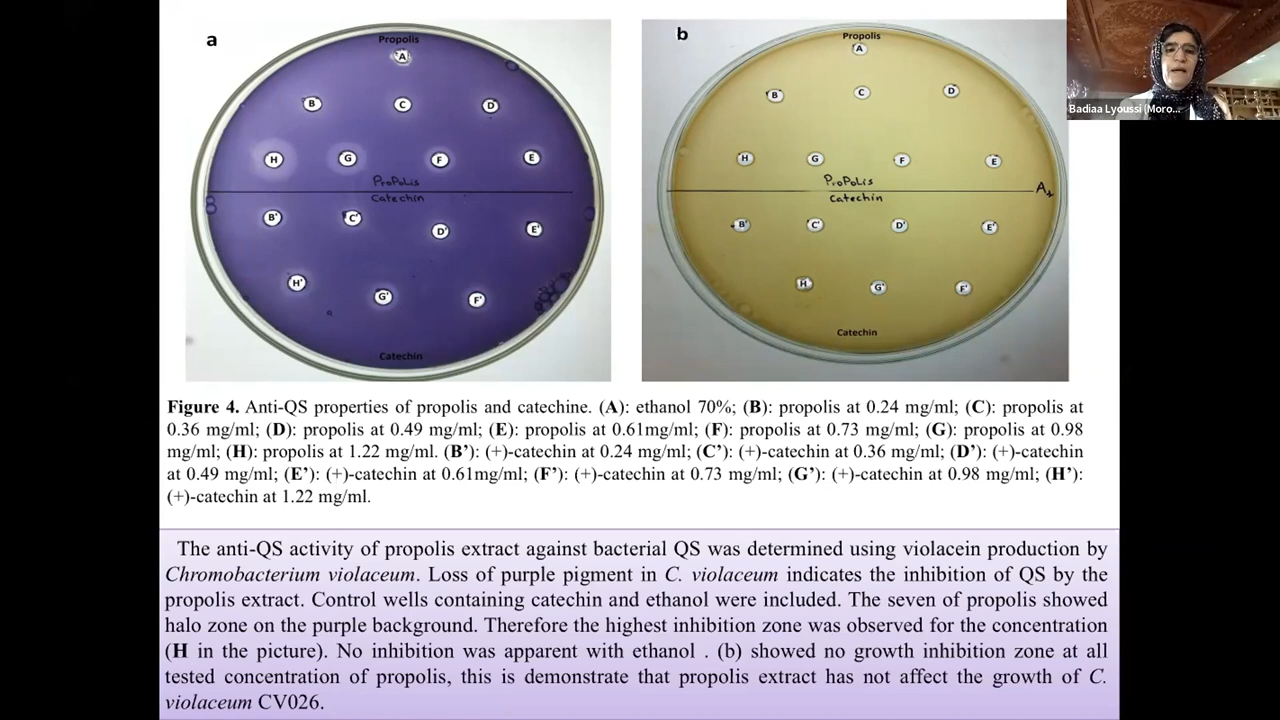 a
Propolis
A
B
C
D
H
G
F
E
ProPoLis
Catechin
B'
C'
D'
E'
H'
G'
F'
Catechin
b
Propolis
A
B
C
D
H
G
F
E
ProPoLis
Catechin
B'
C'
D'
E'
H
G'
F'
Catechin
Badiaa Lyoussi (Moro...
Figure 4. Anti-QS properties of propolis and catechine. (A): ethanol 70%; (B): propolis at 0.24 mg/ml; (C): propolis at
0.36 mg/ml; (D): propolis at 0.49 mg/ml; (E): propolis at 0.61mg/ml; (F): propolis at 0.73 mg/ml; (G): propolis at 0.98
mg/ml; (H): propolis at 1.22 mg/ml. (B’): (+)-catechin at 0.24 mg/ml; (C’): (+)-catechin at 0.36 mg/ml; (D’): (+)-catechin
at 0.49 mg/ml; (E’): (+)-catechin at 0.61mg/ml; (F’): (+)-catechin at 0.73 mg/ml; (G’): (+)-catechin at 0.98 mg/ml; (H’):
(+)-catechin at 1.22 mg/ml.
The anti-QS activity of propolis extract against bacterial QS was determined using violacein production by
Chromobacterium violaceum. Loss of purple pigment in C. violaceum indicates the inhibition of QS by the
propolis extract. Control wells containing catechin and ethanol were included. The seven of propolis showed
halo zone on the purple background. Therefore the highest inhibition zone was observed for the concentration
(H in the picture). No inhibition was apparent with ethanol . (b) showed no growth inhibition zone at all
tested concentration of propolis, this is demonstrate that propolis extract has not affect the growth of C.
violaceum CV026.